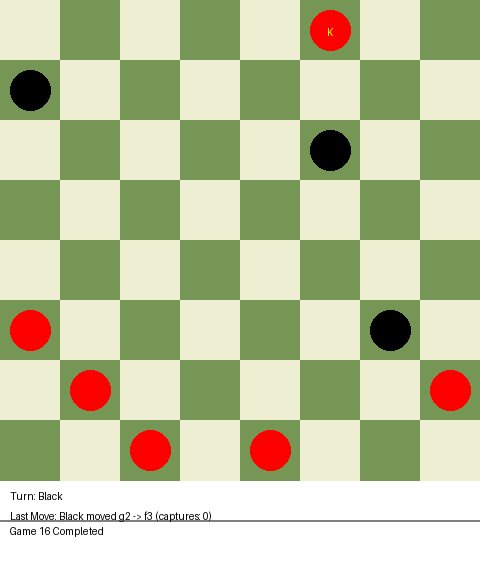 K
Turn: Black
Last Move: Black moved g2 -> f3 (captures: 0)
Game 16 Completed